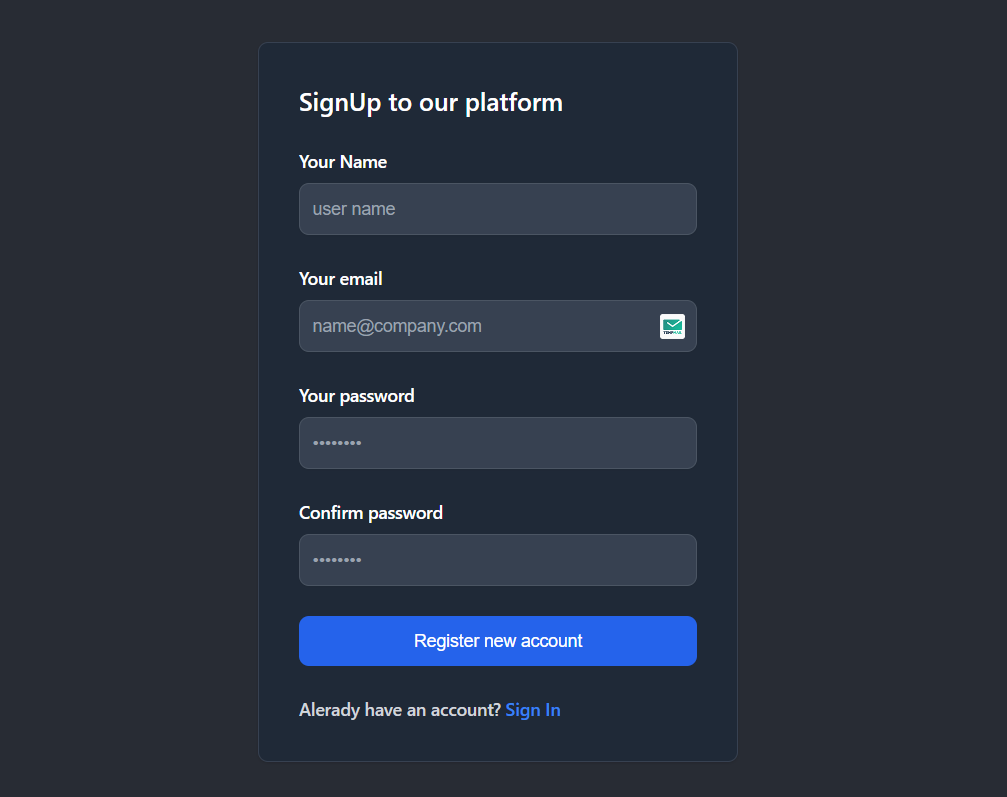 SignUp to our platform
Your Name
user name
Your email
name@company.com
TEMPMAIL
Your password
••••••••
Confirm password
••••••••
Register new account
Alerady have an account? Sign In